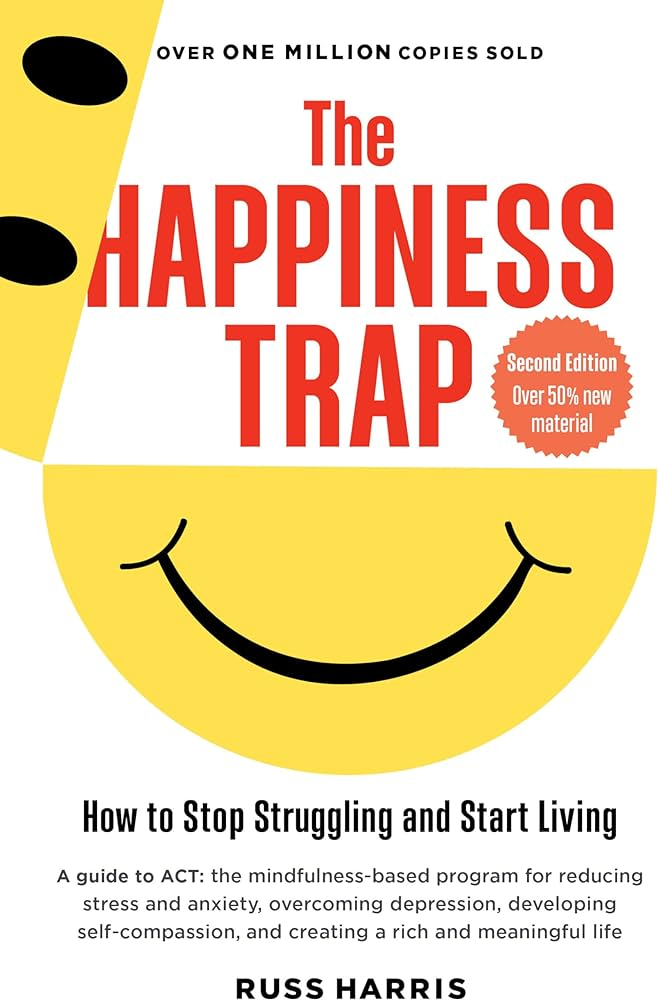 OVER ONE MILLION COPIES SOLD
The
HAPPINESS
TRAP
Second Edition
Over 50% new
material
How to Stop Struggling and Start Living
A guide to ACT: the mindfulness-based program for reducing
stress and anxiety, overcoming depression, developing
self-compassion, and creating a rich and meaningful life
RUSS HARRIS